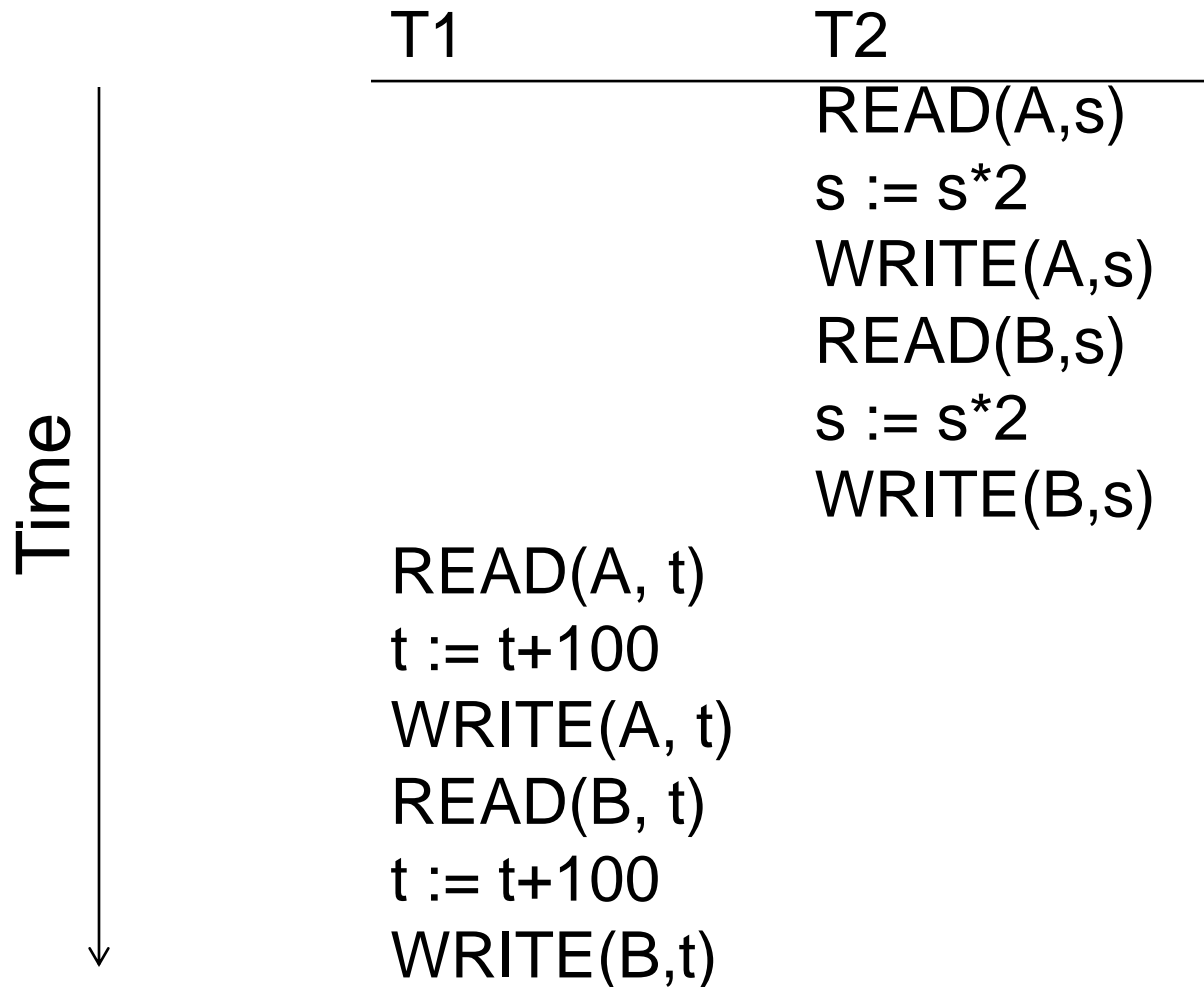 T1 T2
READ(A,s)
s := s*2
WRITE(A,s)
READ(B,s)
s := s*2
WRITE(B,s)
Time
READ(A, t)
t := t+100
WRITE(A, t)
READ(B, t)
t := t+100
WRITE(B,t)